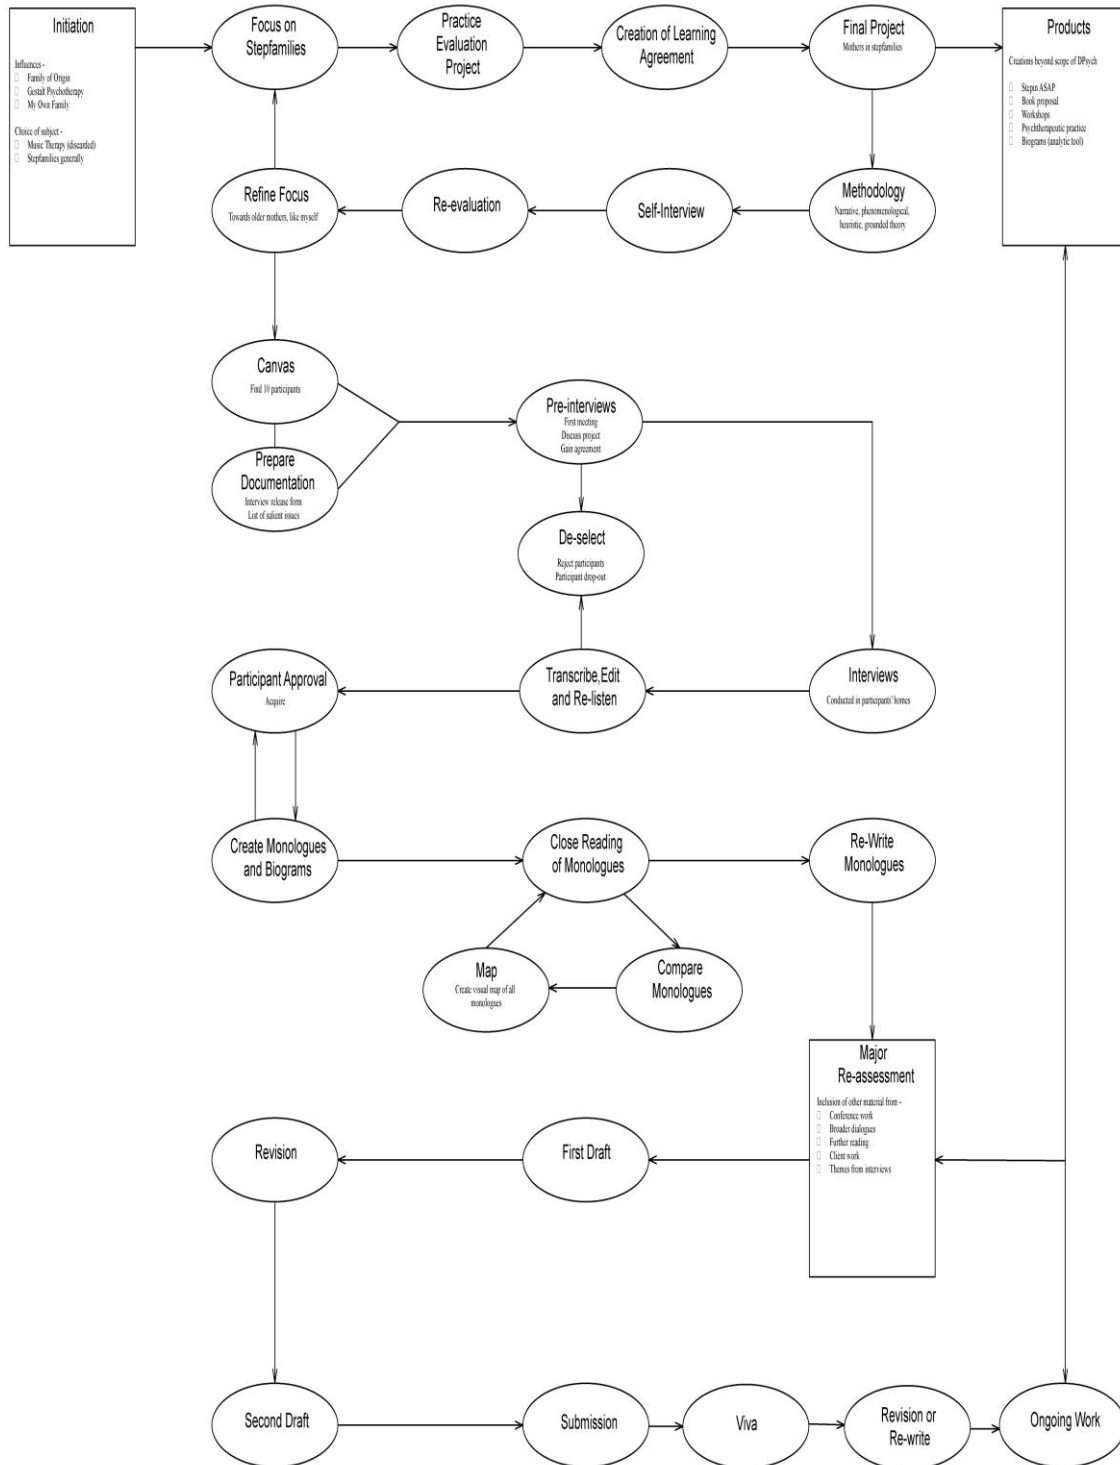 Initiation
Influences -
Family of Origin
Gestalt Psychotherapy
My Own Family
Choice of subject -
Music Therapy (discarded)
Stepfamilies generally
Focus on
Stepfamilies
Practice
Evaluation
Project
Creation of Learning
Agreement
Final Project
Mothers in stepfamilies
Products
Creations beyond scope of DPsych
Stepin ASAP
Book proposal
Workshops
Psychtherapeutic practice
Biograms (analytic tool)
Refine Focus
Towards older mothers, like myself
Re-evaluation
Self-Interview
Methodology
Narrative, phenomenological,
heuristic, grounded theory
Canvas
Find 10 participants
Prepare
Documentation
Interview release form
List of salient issues
Pre-interviews
First meeting
Discuss project
Gain agreement
De-select
Reject participants
Participant drop-out
Participant Approval
Acquire
Transcribe,Edit
and Re-listen
Interviews
Conducted in participants' homes
Create Monologues
and Biograms
Close Reading
of Monologues
Re-Write
Monologues
Map
Create visual map of all
monologues
Compare
Monologues
Major
Re-assessment
Inclusion of other material from -
Conference work
Broader dialogues
Further reading
Client work
Themes from interviews
Revision
First Draft
Second Draft
Submission
Viva
Revision or
Re-write
Ongoing Work